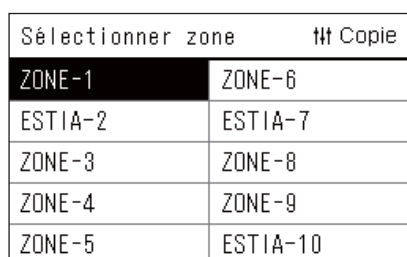 Sélectionner zone Copie
ZONE-1 ZONE-6
ESTIA-2 ESTIA-7
ZONE-3 ZONE-8
ZONE-4 ZONE-9
ZONE-5 ESTIA-10